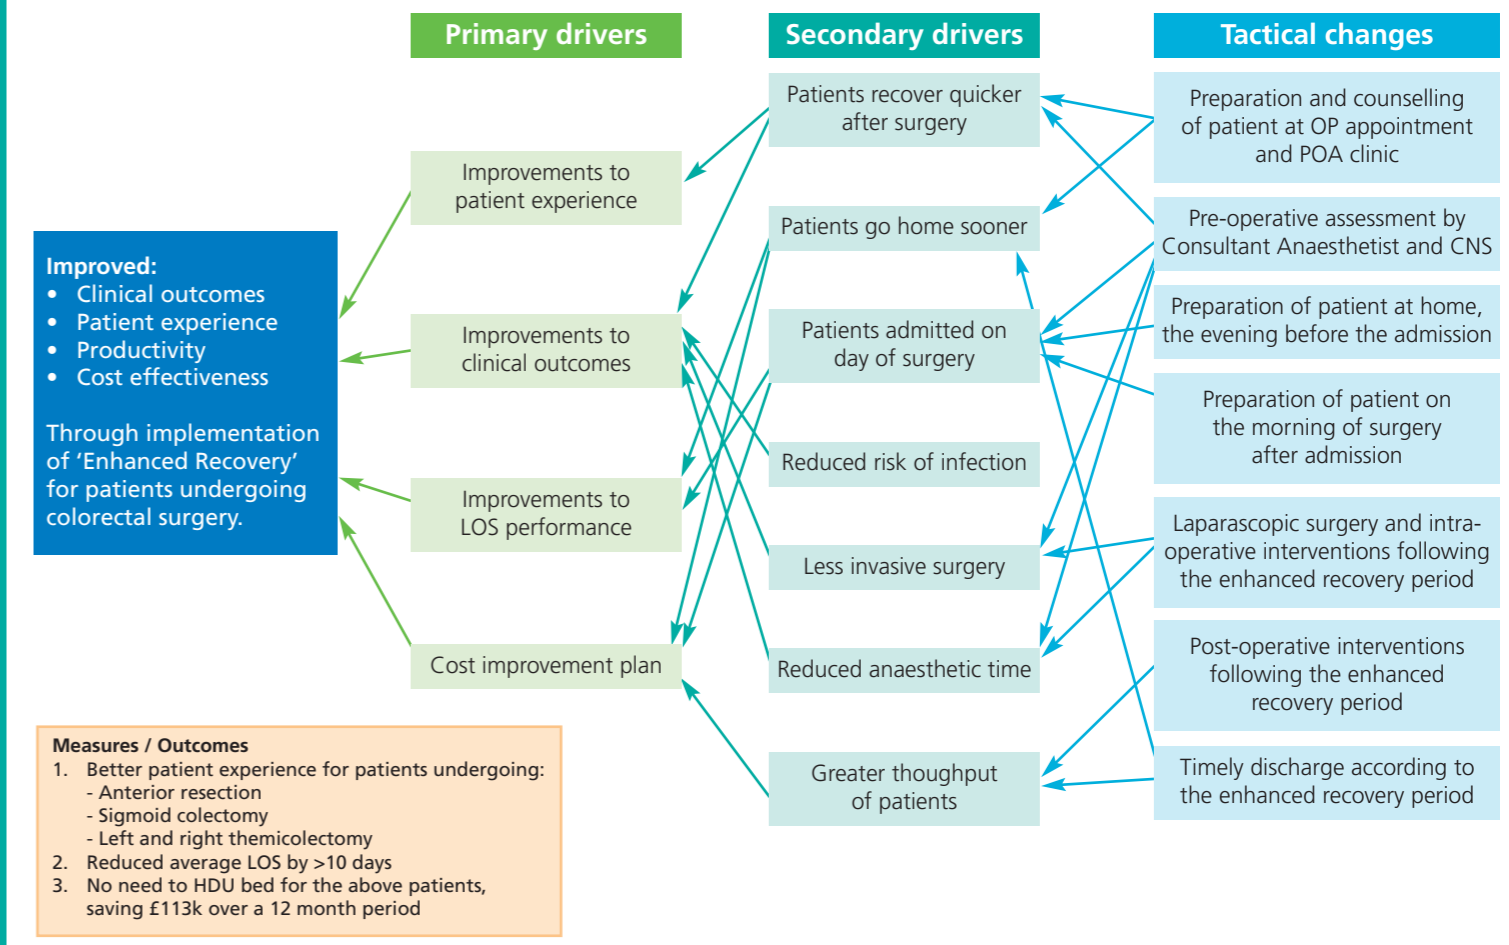 Primary drivers
Secondary drivers
Tactical changes
Improved:
• Clinical outcomes
• Patient experience
• Productivity
• Cost effectiveness
Through implementation
of ‘Enhanced Recovery’
for patients undergoing
colorectal surgery.
Improvements to
patient experience
Improvements to
clinical outcomes
Improvements to
LOS performance
Cost improvement plan
Patients recover quicker
after surgery
Patients go home sooner
Patients admitted on
day of surgery
Reduced risk of infection
Less invasive surgery
Reduced anaesthetic time
Greater thoughput
of patients
Preparation and counselling
of patient at OP appointment
and POA clinic
Pre-operative assessment by
Consultant Anaesthetist and CNS
Preparation of patient at home,
the evening before the admission
Preparation of patient on
the morning of surgery
after admission
Laparascopic surgery and intra-
operative interventions following
the enhanced recovery period
Post-operative interventions
following the enhanced
recovery period
Timely discharge according to
the enhanced recovery period
Measures / Outcomes
1. Better patient experience for patients undergoing:
- Anterior resection
- Sigmoid colectomy
- Left and right themicolectomy
2. Reduced average LOS by >10 days
3. No need to HDU bed for the above patients,
saving £113k over a 12 month period